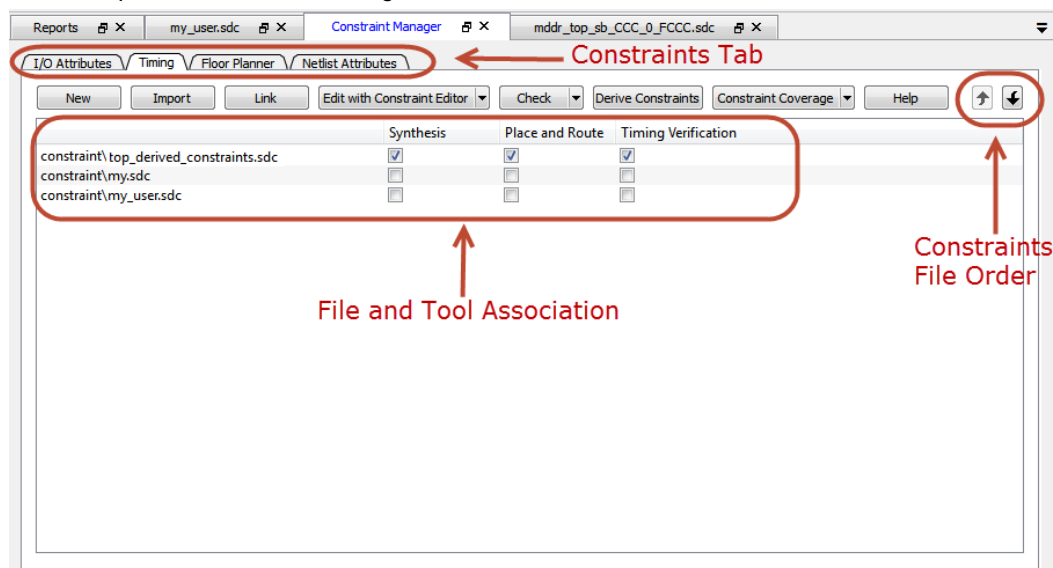 Reports my_user.sdc Constraint Manager mddr_top_sb_CCC_0_FCCC.sdc
I/O Attributes Timing Floor Planner Netlist Attributes
Constraints Tab
New Import Link Edit with Constraint Editor Check Derive Constraints Constraint Coverage Help
Synthesis Place and Route Timing Verification
constraint\top_derived_constraints.sdc
constraint\my.sdc
constraint\my_user.sdc
Constraints
File Order
File and Tool Association